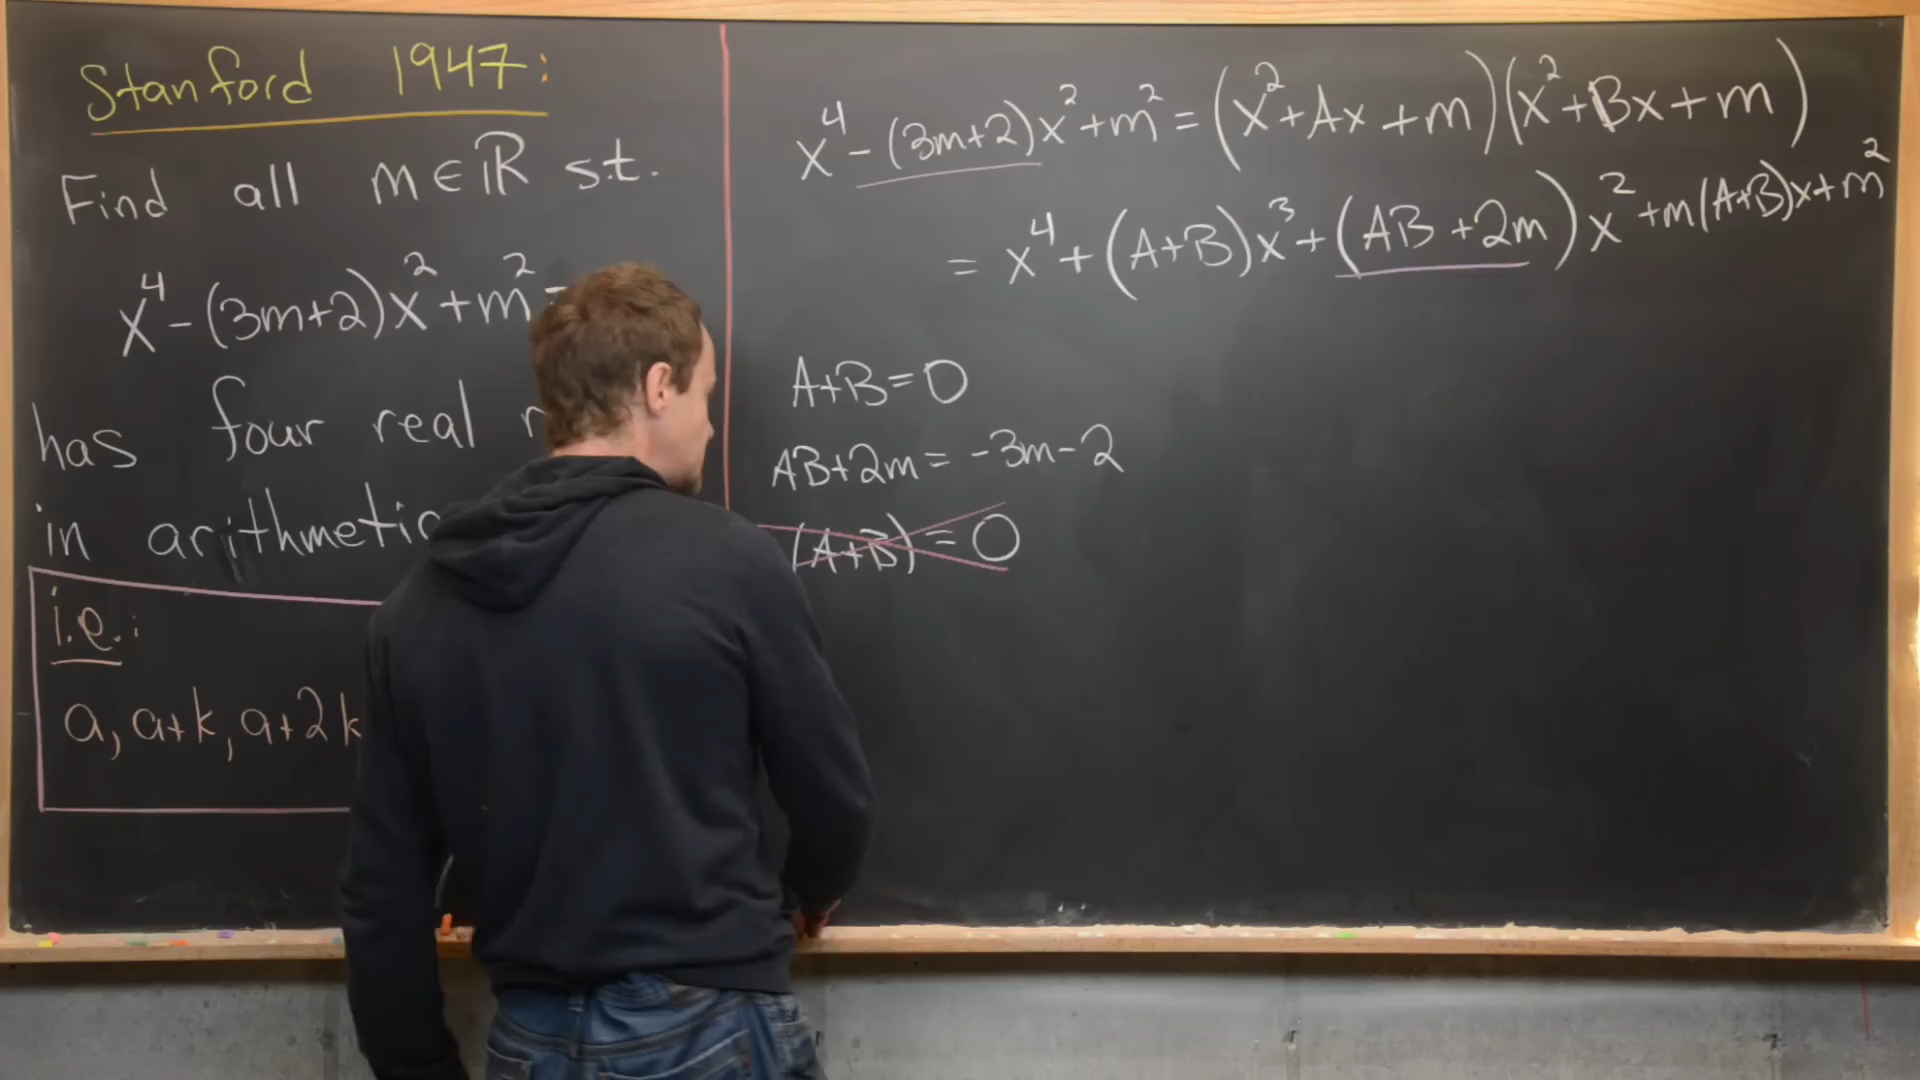 Stanford 1947:
Find all m∈ℝ s.t.
x⁴-(3m+2)x²+m²
has four real
in arithmetic
i.e.:
a, a+k, a+2k
x⁴-(3m+2)x²+m²=(x²+Ax+m)(x²+Bx+m)
=x⁴+(A+B)x³+(AB+2m)x²+m(A+B)x+m²
A+B=0
AB+2m=-3m-2
(A+B)=0